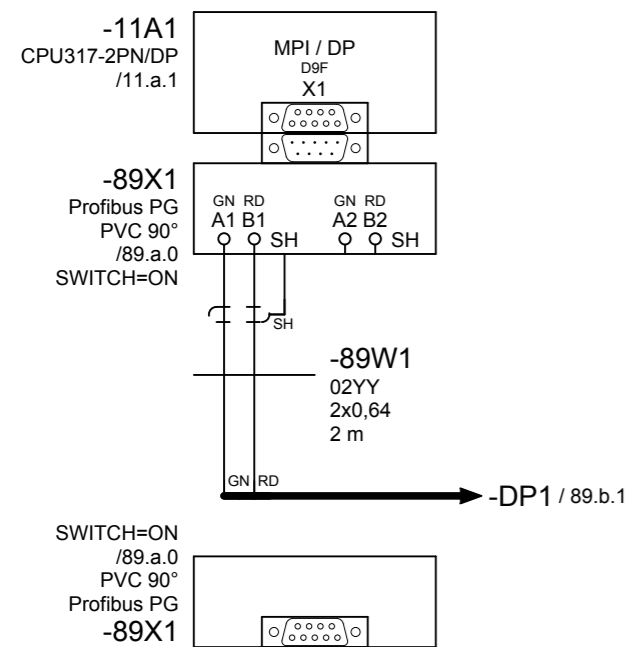 -11A1
CPU317-2PN/DP
/11.a.1
MPI / DP
D9F
X1
-89X1
Profibus PG
PVC 90°
/89.a.0
SWITCH=ON
GN RD GN RD
A1 B1 SH A2 B2 SH
SH
-89W1
02YY
2x0,64
2 m
GN RD
-DP1 / 89.b.1
SWITCH=ON
/89.a.0
PVC 90°
Profibus PG
-89X1